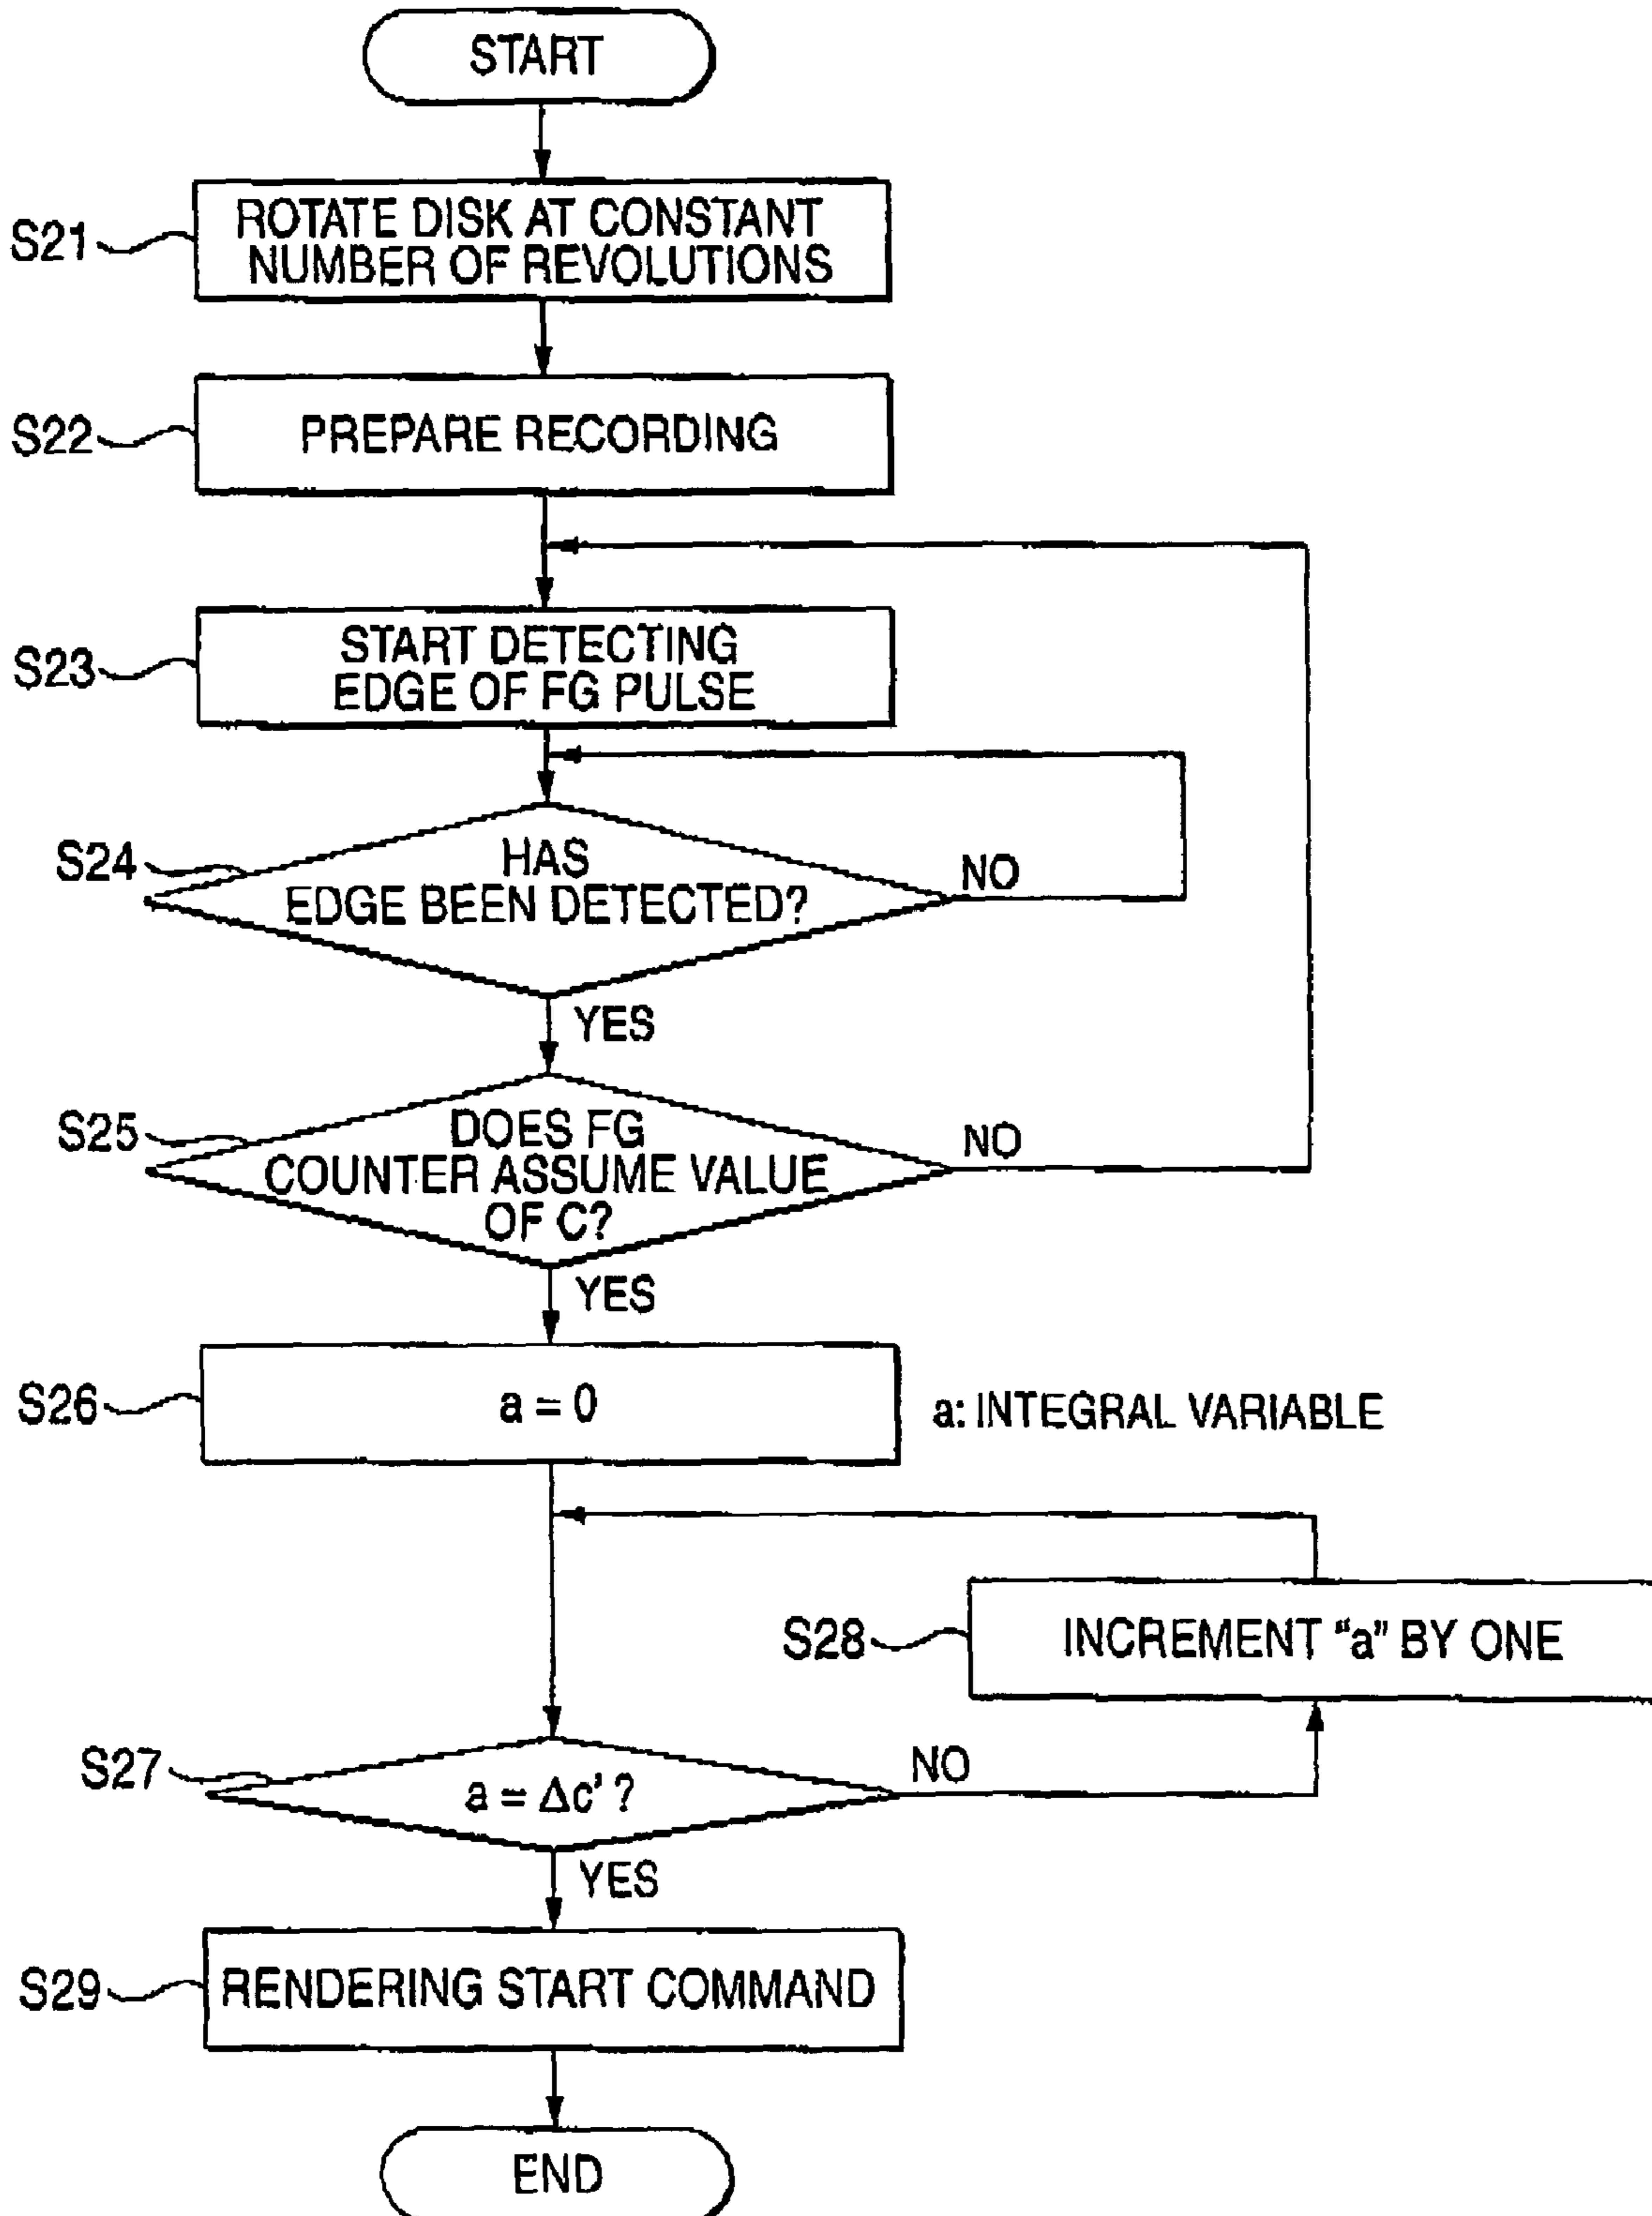 START
S21
ROTATE DISK AT CONSTANT
NUMBER OF REVOLUTIONS
S22
PREPARE RECORDING
S23
START DETECTING
EDGE OF FG PULSE
S24
HAS
EDGE BEEN DETECTED?
NO
YES
S25
DOES FG
COUNTER ASSUME VALUE
OF C?
NO
YES
S26
a = 0
a: INTEGRAL VARIABLE
S28
INCREMENT "a" BY ONE
S27
a = Δc' ?
NO
YES
S29
RENDERING START COMMAND
END